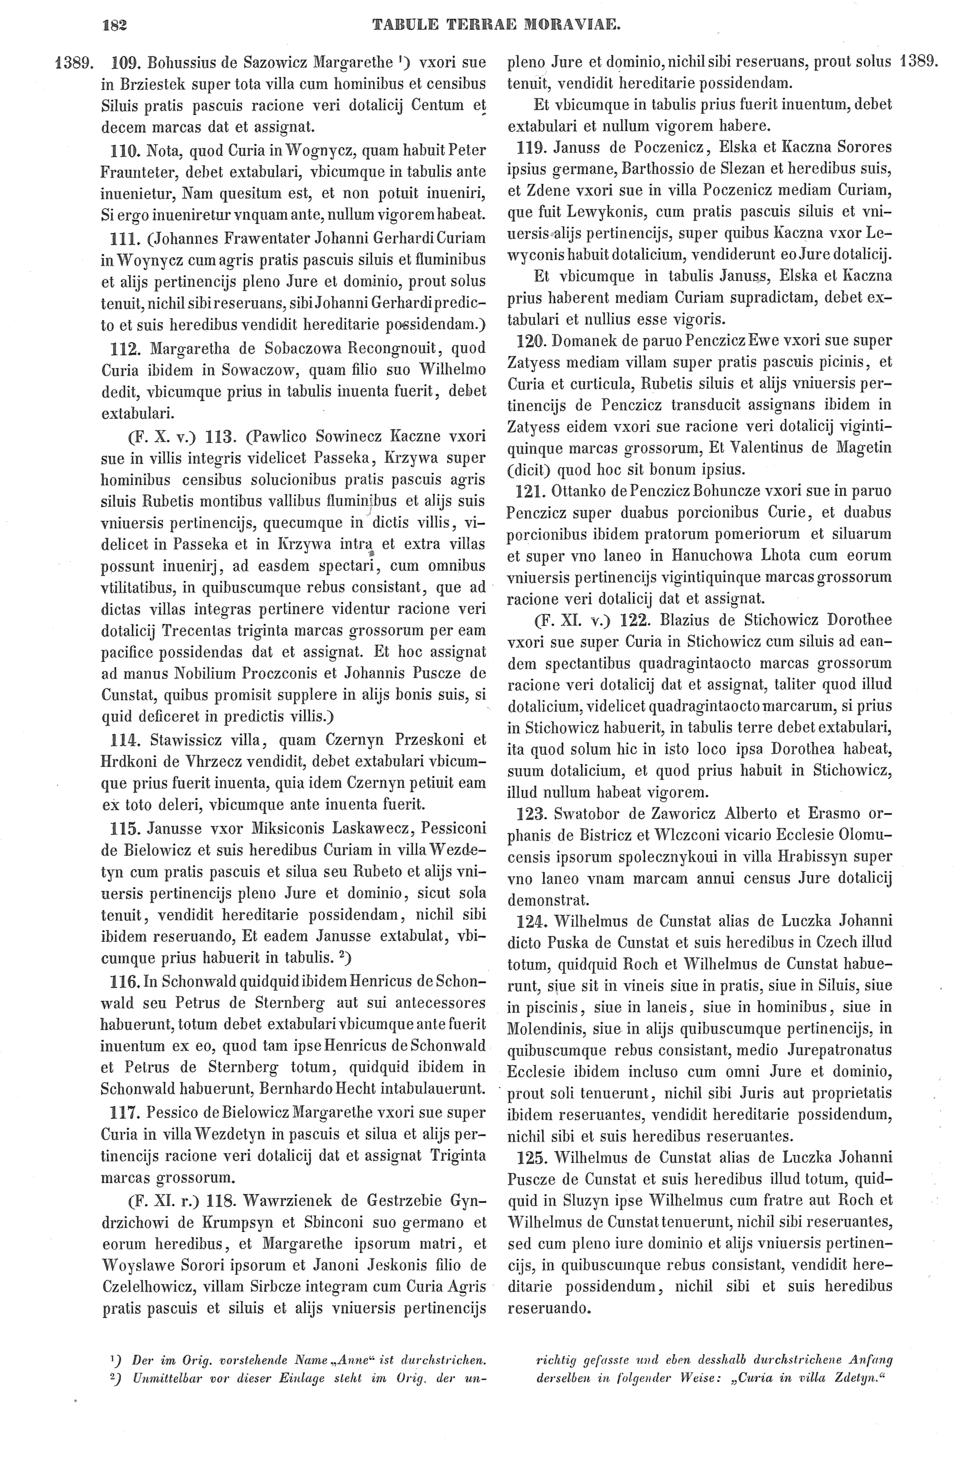 182
TABULE TERRAE MORAVIAE.
1389. 109. Bohussius de Sazowicz Margarethe ¹) vxori sue
in Brziestek super tota villa cum hominibus et censibus
Siluis pratis pascuis racione veri dotalicij Centum et
decem marcas dat et assignat.
110. Nota, quod Curia in Wognycz, quam habuit Peter
Fraunteter, debet extabulari, vbicumque in tabulis ante
inuenietur, Nam quesitum est, et non potuit inueniri,
Si ergo inueniretur vnquam ante, nullum vigorem habeat.
111. (Johannes Frawentater Johanni Gerhardi Curiam
in Woynycz cum agris pratis pascuis siluis et fluminibus
et alijs pertinencijs pleno Jure et dominio, prout solus
tenuit, nichil sibi reseruans, sibi Johanni Gerhardi predic-
to et suis heredibus vendidit hereditarie possidendam.)
112. Margaretha de Sobaczowa Recongnouit, quod
Curia ibidem in Sowaczow, quam filio suo Wilhelmo
dedit, vbicumque prius in tabulis inuenta fuerit, debet
extabulari.
(F. X. v.) 113. (Pawlico Sowinecz Kaczne vxori
sue in villis integris videlicet Passeka, Krzywa super
hominibus censibus solucionibus pratis pascuis agris
siluis Rubetis montibus vallibus fluminibus et alijs suis
vniuersis pertinencijs, quecumque in dictis villis, vi-
delicet in Passeka et in Krzywa intra et extra villas
possunt inuenirj, ad easdem spectari, cum omnibus
vtilitatibus, in quibuscumque rebus consistant, que ad
dictas villas integras pertinere videntur racione veri
dotalicij Trecentas triginta marcas grossorum per eam
pacifice possidendas dat et assignat. Et hoc assignat
ad manus Nobilium Proczconis et Johannis Puscze de
Cunstat, quibus promisit supplere in alijs bonis suis, si
quid deficeret in predictis villis.)
114. Stawissicz villa, quam Czernyn Przeskoni et
Hrdkoni de Vhrzecz vendidit, debet extabulari vbicum-
que prius fuerit inuenta, quia idem Czernyn petiuit eam
ex toto deleri, vbicumque ante inuenta fuerit.
115. Janusse vxor Miksiconis Laskawecz, Pessiconi
de Bielowicz et suis heredibus Curiam in villa Wezde-
tyn cum pratis pascuis et silua seu Rubeto et alijs vni-
uersis pertinencijs pleno Jure et dominio, sicut sola
tenuit, vendidit hereditarie possidendam, nichil sibi
ibidem reseruando, Et eadem Janusse extabulat, vbi-
cumque prius habuerit in tabulis. ²)
116. In Schonwald quidquid ibidem Henricus de Schon-
wald seu Petrus de Sternberg aut sui antecessores
habuerunt, totum debet extabulari vbicumque ante fuerit
inuentum ex eo, quod tam ipse Henricus de Schonwald
et Petrus de Sternberg totum, quidquid ibidem in
Schonwald habuerunt, Bernhardo Hecht intabulauerunt.
117. Pessico de Bielowicz Margarethe vxori sue super
Curia in villa Wezdetyn in pascuis et silua et alijs per-
tinencijs racione veri dotalicij dat et assignat Triginta
marcas grossorum.
(F. XI. r.) 118. Wawrzienek de Gestrzebie Gyn-
drzichowi de Krumpsyn et Sbinconi suo germano et
eorum heredibus, et Margarethe ipsorum matri, et
Woyslawe Sorori ipsorum et Janoni Jeskonis filio de
Czelelhowicz, villam Sirbcze integram cum Curia Agris
pratis pascuis et siluis et alijs vniuersis pertinencijs
pleno Jure et dominio, nichil sibi reseruans, prout solus 1389.
tenuit, vendidit hereditarie possidendam.
Et vbicumque in tabulis prius fuerit inuentum, debet
extabulari et nullum vigorem habere.
119. Januss de Poczenicz, Elska et Kaczna Sorores
ipsius germane, Barthossio de Slezan et heredibus suis,
et Zdene vxori sue in villa Poczenicz mediam Curiam,
que fuit Lewykonis, cum pratis pascuis siluis et vni-
uersis alijs pertinencijs, super quibus Kaczna vxor Le-
wyconis habuit dotalicium, vendiderunt eo Jure dotalicij.
Et vbicumque in tabulis Januss, Elska et Kaczna
prius haberent mediam Curiam supradictam, debet ex-
tabulari et nullius esse vigoris.
120. Domanek de paruo Penczicz Ewe vxori sue super
Zatyess mediam villam super pratis pascuis picinis, et
Curia et curticula, Rubetis siluis et alijs vniuersis per-
tinencijs de Penczicz transducit assignans ibidem in
Zatyess eidem vxori sue racione veri dotalicij viginti-
quinque marcas grossorum, Et Valentinus de Magetin
(dicit) quod hoc sit bonum ipsius.
121. Ottanko de Penczicz Bohuncze vxori sue in paruo
Penczicz super duabus porcionibus Curie, et duabus
porcionibus ibidem pratorum pomeriorum et siluarum
et super vno laneo in Hanuchowa Lhota cum eorum
vniuersis pertinencijs vigintiquinque marcas grossorum
racione veri dotalicij dat et assignat.
(F. XI. v.) 122. Blazius de Stichowicz Dorothee
vxori sue super Curia in Stichowicz cum siluis ad ean-
dem spectantibus quadragintaocto marcas grossorum
racione veri dotalicij dat et assignat, taliter quod illud
dotalicium, videlicet quadragintaocto marcarum, si prius
in Stichowicz habuerit, in tabulis terre debet extabulari,
ita quod solum hic in isto loco ipsa Dorothea habeat,
suum dotalicium, et quod prius habuit in Stichowicz,
illud nullum habeat vigorem.
123. Swatobor de Zaworicz Alberto et Erasmo or-
phanis de Bistricz et Wlczconi vicario Ecclesie Olomu-
censis ipsorum spolecznykoui in villa Hrabissyn super
vno laneo vnam marcam annui census Jure dotalicij
demonstrat.
124. Wilhelmus de Cunstat alias de Luczka Johanni
dicto Puska de Cunstat et suis heredibus in Czech illud
totum, quidquid Roch et Wilhelmus de Cunstat habue-
runt, siue sit in vineis siue in pratis, siue in Siluis, siue
in piscinis, siue in laneis, siue in hominibus, siue in
Molendinis, siue in alijs quibuscumque pertinencijs, in
quibuscumque rebus consistant, medio Jurepatronatus
Ecclesie ibidem incluso cum omni Jure et dominio,
prout soli tenuerunt, nichil sibi Juris aut proprietatis
ibidem reseruantes, vendidit hereditarie possidendum,
nichil sibi et suis heredibus reseruantes.
125. Wilhelmus de Cunstat alias de Luczka Johanni
Puscze de Cunstat et suis heredibus illud totum, quid-
quid in Sluzyn ipse Wilhelmus cum fratre aut Roch et
Wilhelmus de Cunstat tenuerunt, nichil sibi reseruantes,
sed cum pleno iure dominio et alijs vniuersis pertinen-
cijs, in quibuscumque rebus consistant, vendidit here-
ditarie possidendum, nichil sibi et suis heredibus
reseruando.
¹) Der im Orig. vorstehende Name „Anne“ ist durchstrichen.
²) Unmittelbar vor dieser Einlage steht im Orig. der un-
richtig gefasste und eben desshalb durchstrichene Anfang
derselben in folgender Weise: „Curia in villa Zdetyn.“